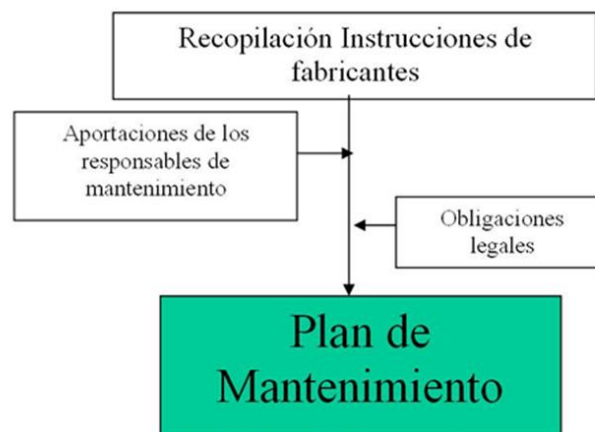 Recopilación Instrucciones de
fabricantes
Aportaciones de los
responsables de
mantenimiento
Obligaciones
legales
Plan de
Mantenimiento